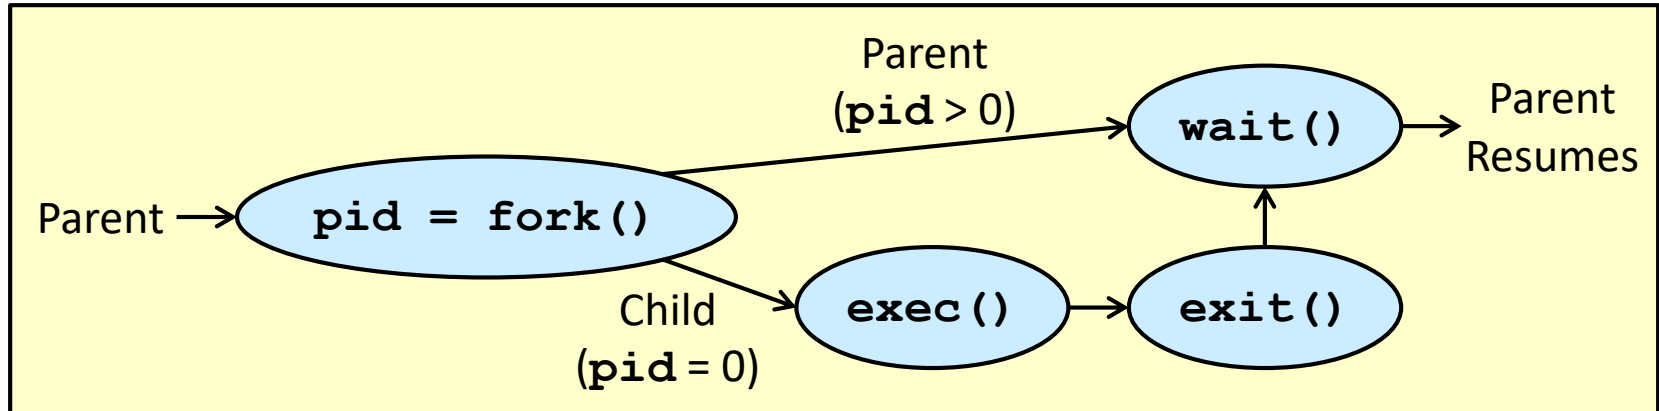 Parent
pid = fork()
Parent
(pid > 0)
wait()
Parent
Resumes
Child
(pid = 0)
exec()
exit()